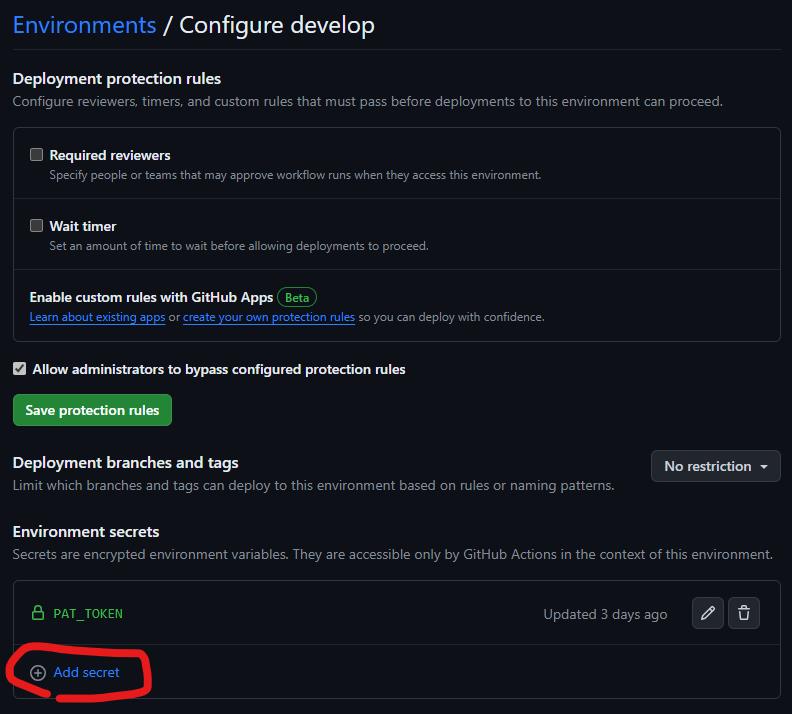 Environments / Configure develop
Deployment protection rules
Configure reviewers, timers, and custom rules that must pass before deployments to this environment can proceed.
Required reviewers
Specify people or teams that may approve workflow runs when they access this environment.
Wait timer
Set an amount of time to wait before allowing deployments to proceed.
Enable custom rules with GitHub Apps Beta
Learn about existing apps or create your own protection rules so you can deploy with confidence.
Allow administrators to bypass configured protection rules
Save protection rules
Deployment branches and tags
No restriction
Limit which branches and tags can deploy to this environment based on rules or naming patterns.
Environment secrets
Secrets are encrypted environment variables. They are accessible only by GitHub Actions in the context of this environment.
PAT_TOKEN Updated 3 days ago
Add secret